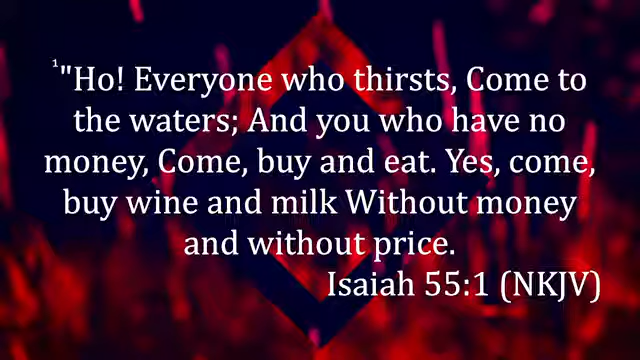 ¹"Ho! Everyone who thirsts, Come to
the waters; And you who have no
money, Come, buy and eat. Yes, come,
buy wine and milk Without money
and without price.
Isaiah 55:1 (NKJV)